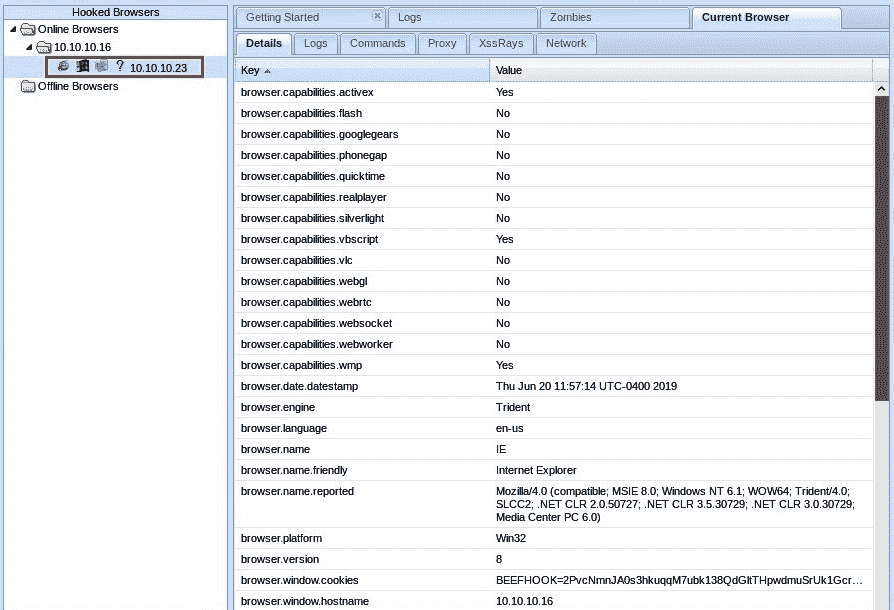 Hooked Browsers
Online Browsers
10.10.10.16
? 10.10.10.23
Offline Browsers
Getting Started
Logs
Zombies
Current Browser
Details
Logs
Commands
Proxy
XssRays
Network
Key Value
browser.capabilities.activex Yes
browser.capabilities.flash No
browser.capabilities.googlegears No
browser.capabilities.phonegap No
browser.capabilities.quicktime No
browser.capabilities.realplayer No
browser.capabilities.silverlight No
browser.capabilities.vbscript Yes
browser.capabilities.vlc No
browser.capabilities.webgl No
browser.capabilities.webrtc No
browser.capabilities.websocket No
browser.capabilities.webworker No
browser.capabilities.wmp Yes
browser.date.datestamp Thu Jun 20 11:57:14 UTC-0400 2019
browser.engine Trident
browser.language en-us
browser.name IE
browser.name.friendly Internet Explorer
browser.name.reported Mozilla/4.0 (compatible; MSIE 8.0; Windows NT 6.1; WOW64; Trident/4.0;
SLCC2; .NET CLR 2.0.50727; .NET CLR 3.5.30729; .NET CLR 3.0.30729;
Media Center PC 6.0)
browser.platform Win32
browser.version 8
browser.window.cookies BEEFHOOK=2PvcNmnJA0s3hkuqqM7ubk138QdGltTHpwdmuSrUk1Gcr...
browser.window.hostname 10.10.10.16